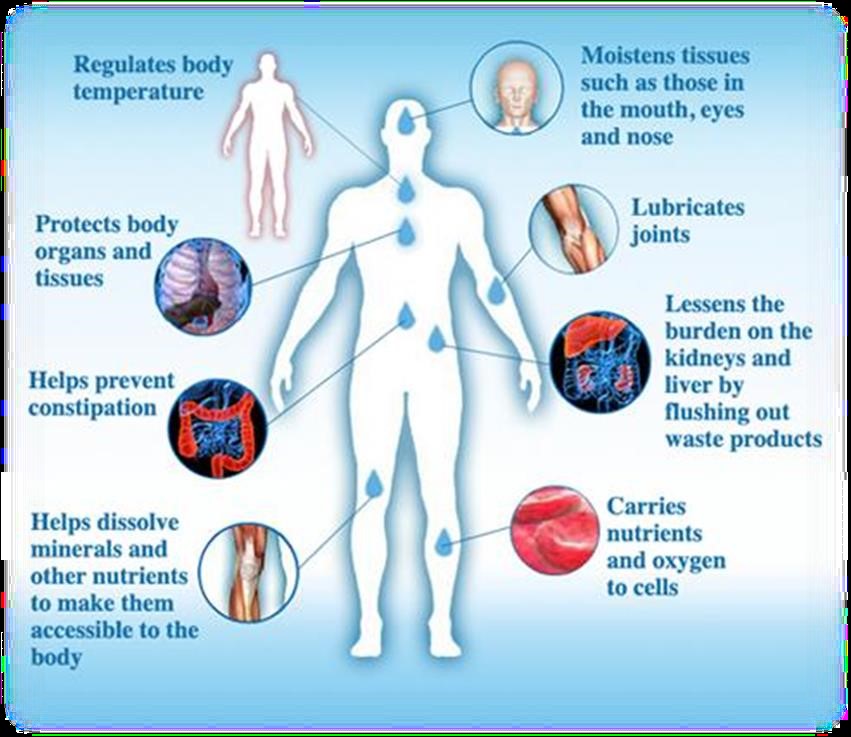 Regulates body
temperature
Moistens tissues
such as those in
the mouth, eyes
and nose
Protects body
organs and
tissues
Lubricates
joints
Lessens the
burden on the
kidneys and
liver by
flushing out
waste products
Helps prevent
constipation
Helps dissolve
minerals and
other nutrients
to make them
accessible to the
body
Carries
nutrients
and oxygen
to cells